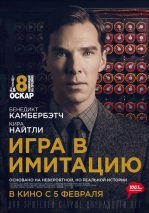 8
ОСКАР
БЕНЕДИКТ
КАМБЕРБЭТЧ
КИРА
НАЙТЛИ
ИГРА В
ИМИТАЦИЮ
ОСНОВАНО НА НЕВЕРОЯТНОЙ, НО РЕАЛЬНОЙ ИСТОРИИ
В КИНО С 5 ФЕВРАЛЯ